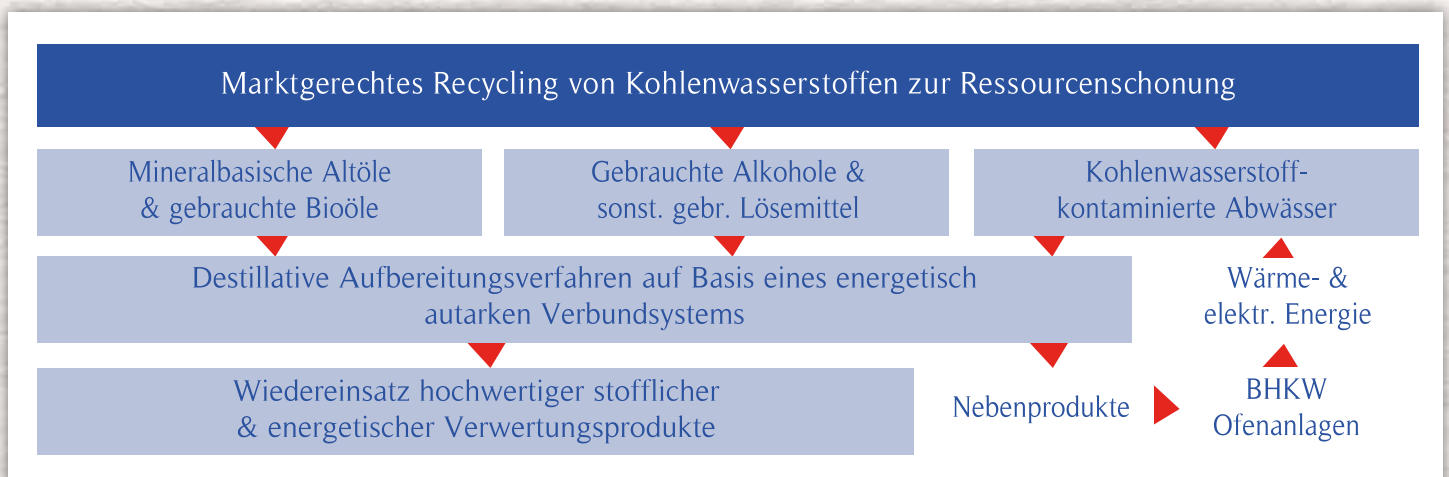 Marktgerechtes Recycling von Kohlenwasserstoffen zur Ressourcenschonung
Mineralbasische Altöle
& gebrauchte Bioöle
Gebrauchte Alkohole &
sonst. gebr. Lösemittel
Kohlenwasserstoff-
kontaminierte Abwässer
Destillative Aufbereitungsverfahren auf Basis eines energetisch
autarken Verbundsystems
Wärme- &
elektr. Energie
Wiedereinsatz hochwertiger stofflicher
& energetischer Verwertungsprodukte
Nebenprodukte
BHKW
Ofenanlagen